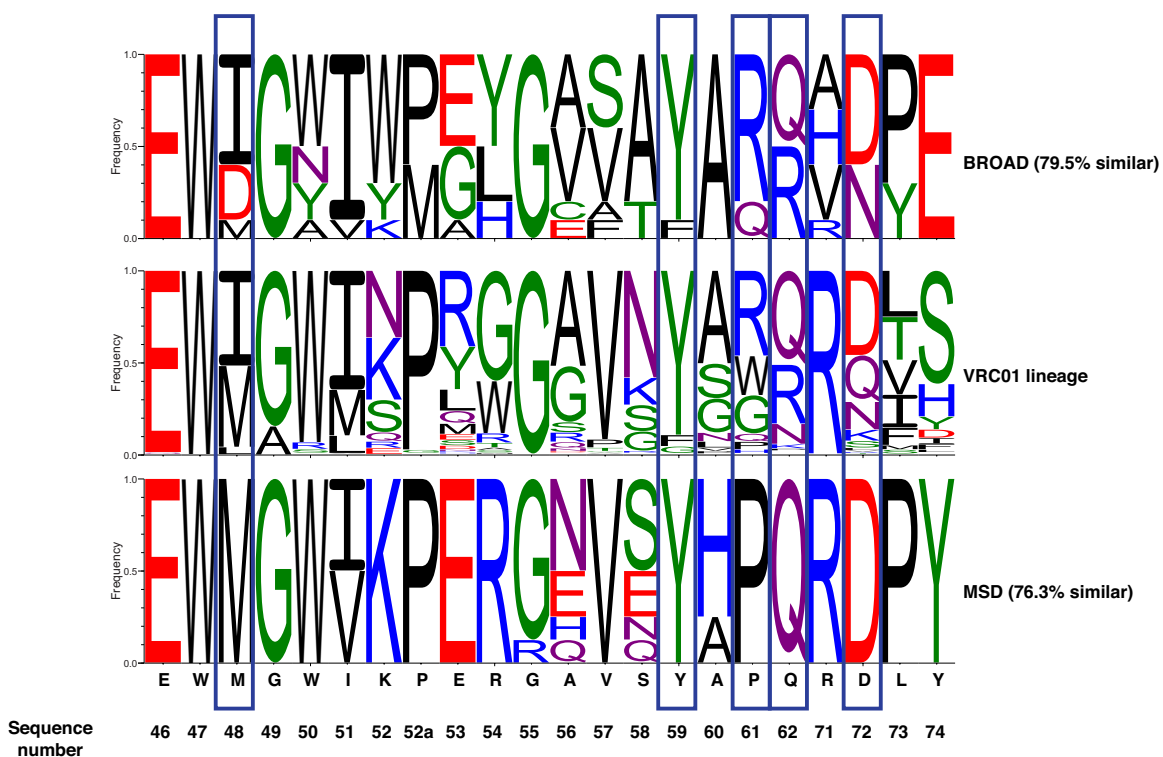 1.0
E W I G W I W P E Y G A S A Y A R Q A D P E
D N Y M G L V V T F Q R H N Y
M Y V K A H C A V
A E F R
Frequency
0.5
0.0
BROAD (79.5% similar)
1.0
E W I G W I N P R G G A V N Y A R Q R D L S
M A M K Y W G K S W R Q T H
L S L S G G N N V Y
Frequency
0.5
0.0
VRC01 lineage
1.0
E W M G W I K P E R G N V S Y H P Q R D P Y
V R E E A
H N
Q Q
Frequency
0.5
0.0
MSD (76.3% similar)
E W M G W I K P E R G A V S Y A P Q R D L Y
Sequence
number
46 47 48 49 50 51 52 52a 53 54 55 56 57 58 59 60 61 62 71 72 73 74